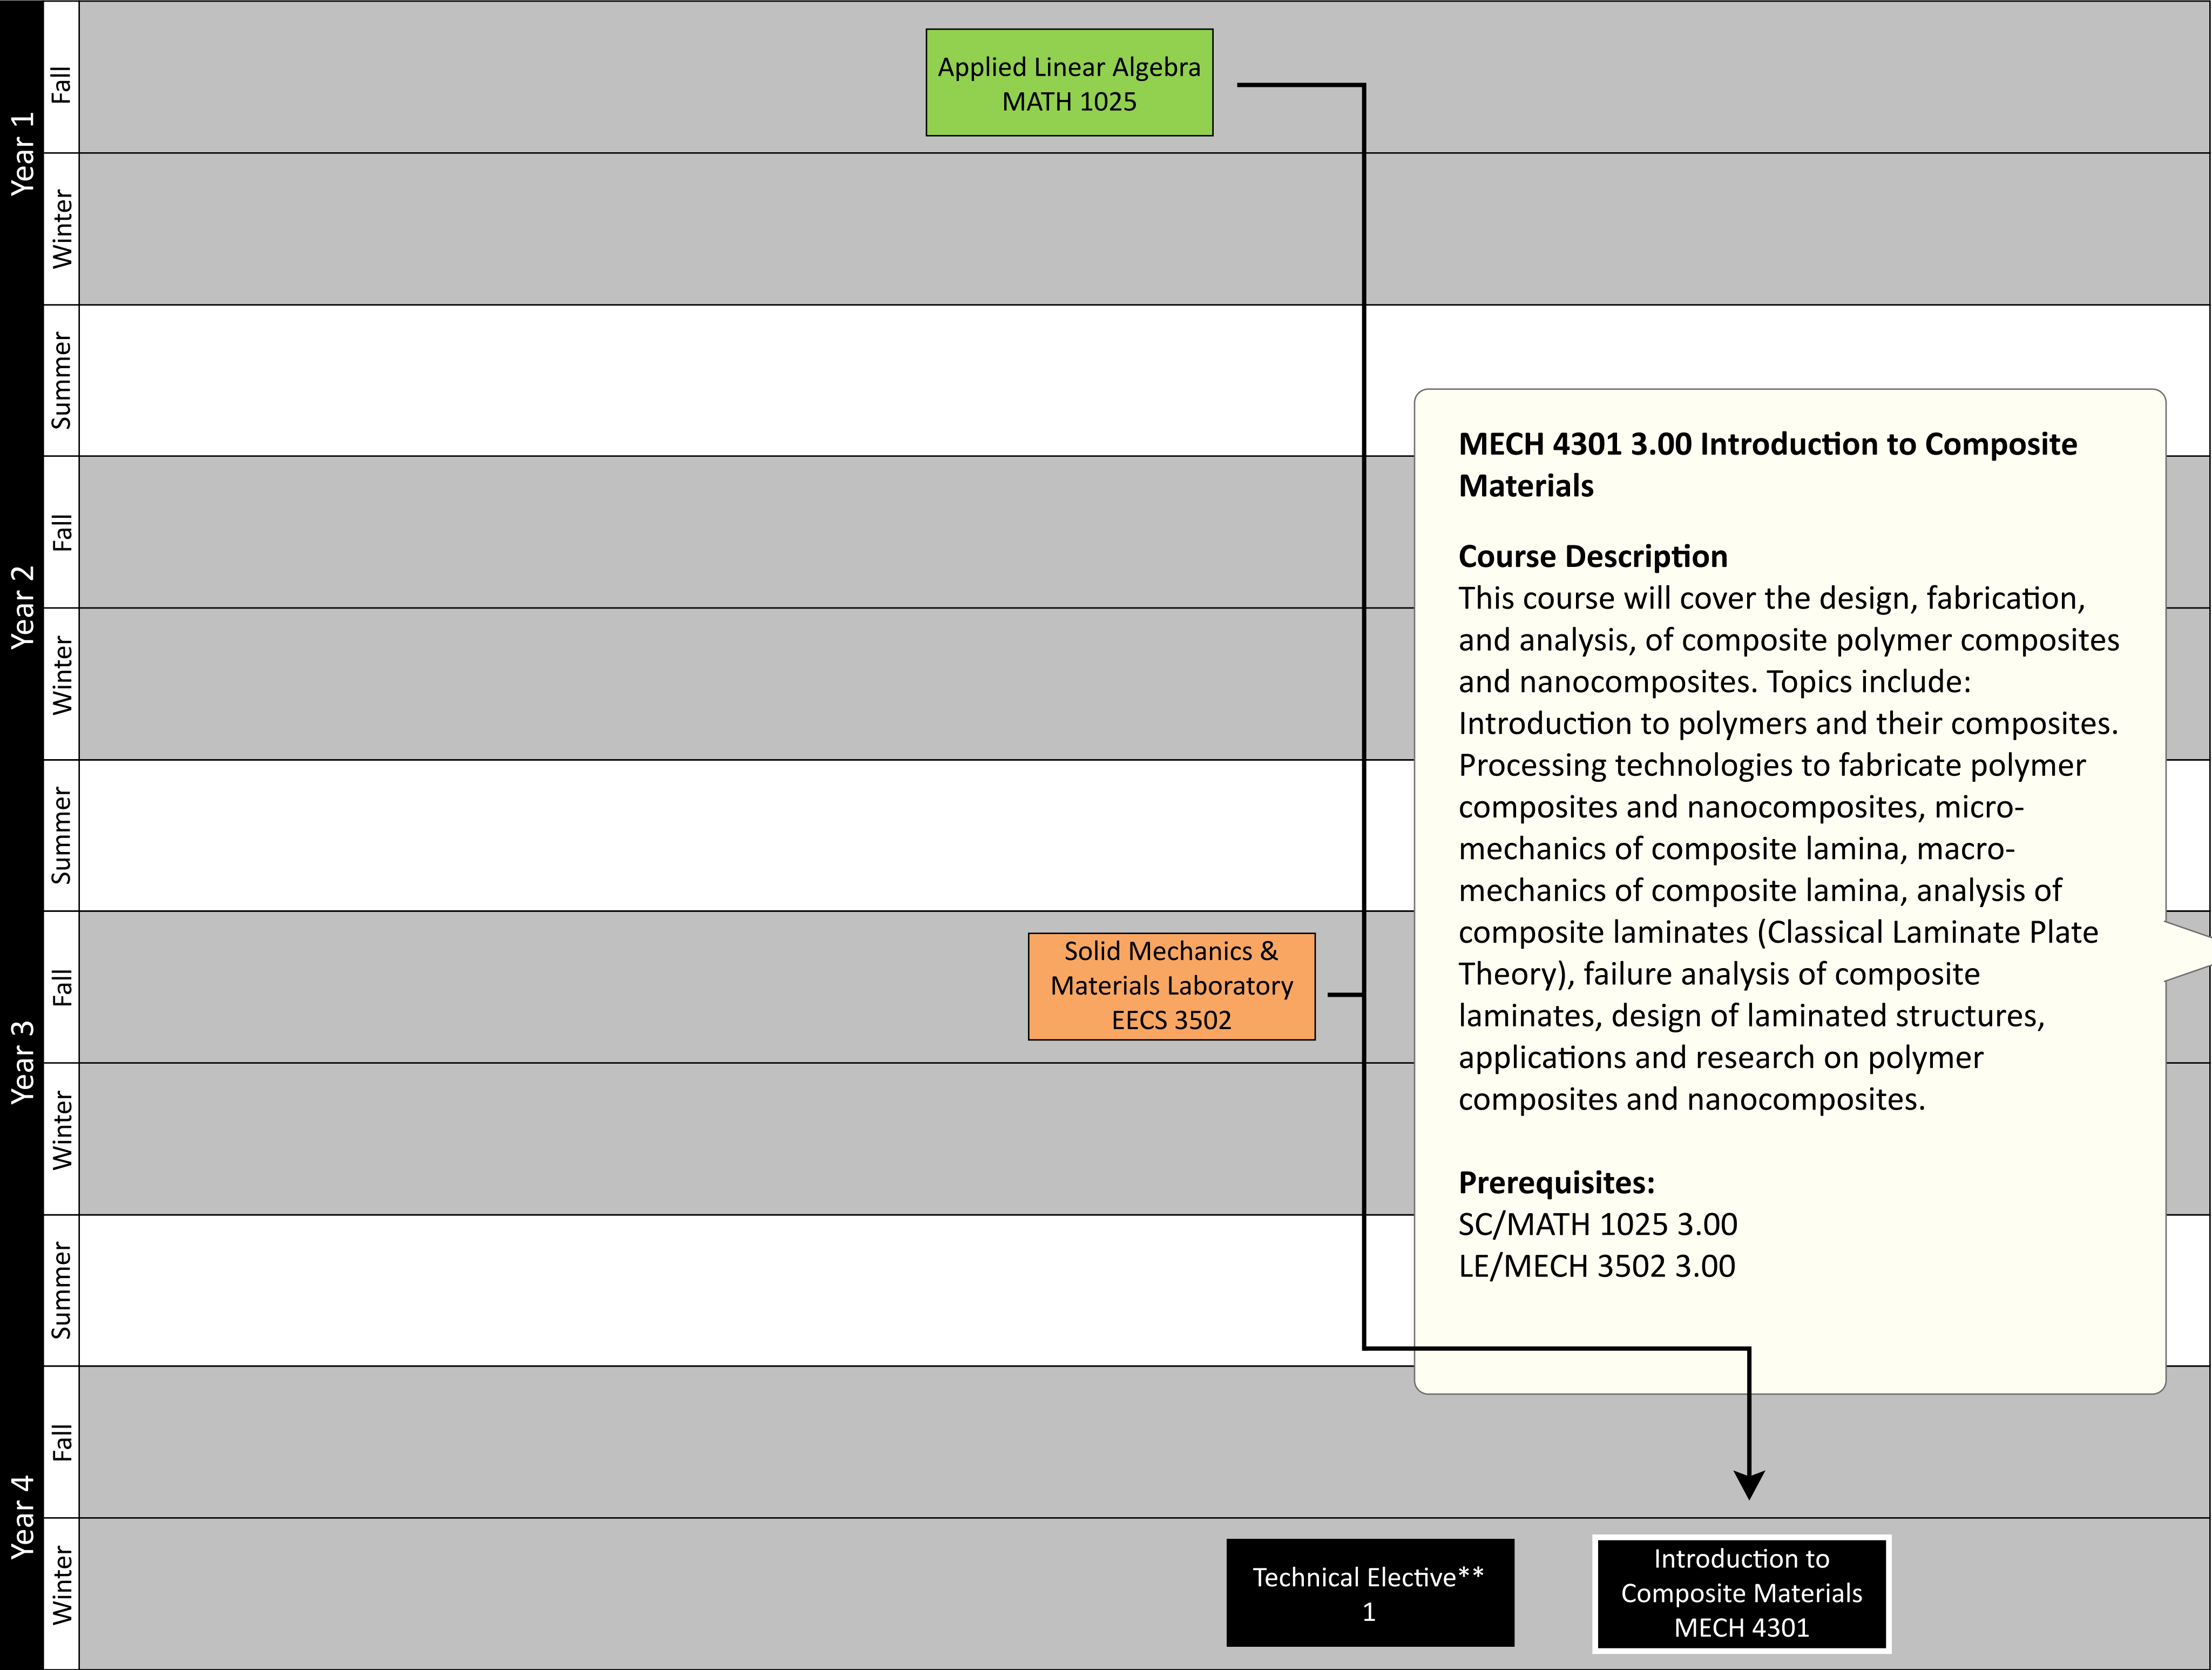 Year 1
Fall
Winter
Summer
Year 2
Fall
Winter
Summer
Year 3
Fall
Winter
Summer
Year 4
Fall
Winter
Applied Linear Algebra
MATH 1025
Solid Mechanics &
Materials Laboratory
EECS 3502
MECH 4301 3.00 Introduction to Composite
Materials
Course Description
This course will cover the design, fabrication,
and analysis, of composite polymer composites
and nanocomposites. Topics include:
Introduction to polymers and their composites.
Processing technologies to fabricate polymer
composites and nanocomposites, micro-
mechanics of composite lamina, macro-
mechanics of composite lamina, analysis of
composite laminates (Classical Laminate Plate
Theory), failure analysis of composite
laminates, design of laminated structures,
applications and research on polymer
composites and nanocomposites.
Prerequisites:
SC/MATH 1025 3.00
LE/MECH 3502 3.00
Technical Elective**
1
Introduction to
Composite Materials
MECH 4301